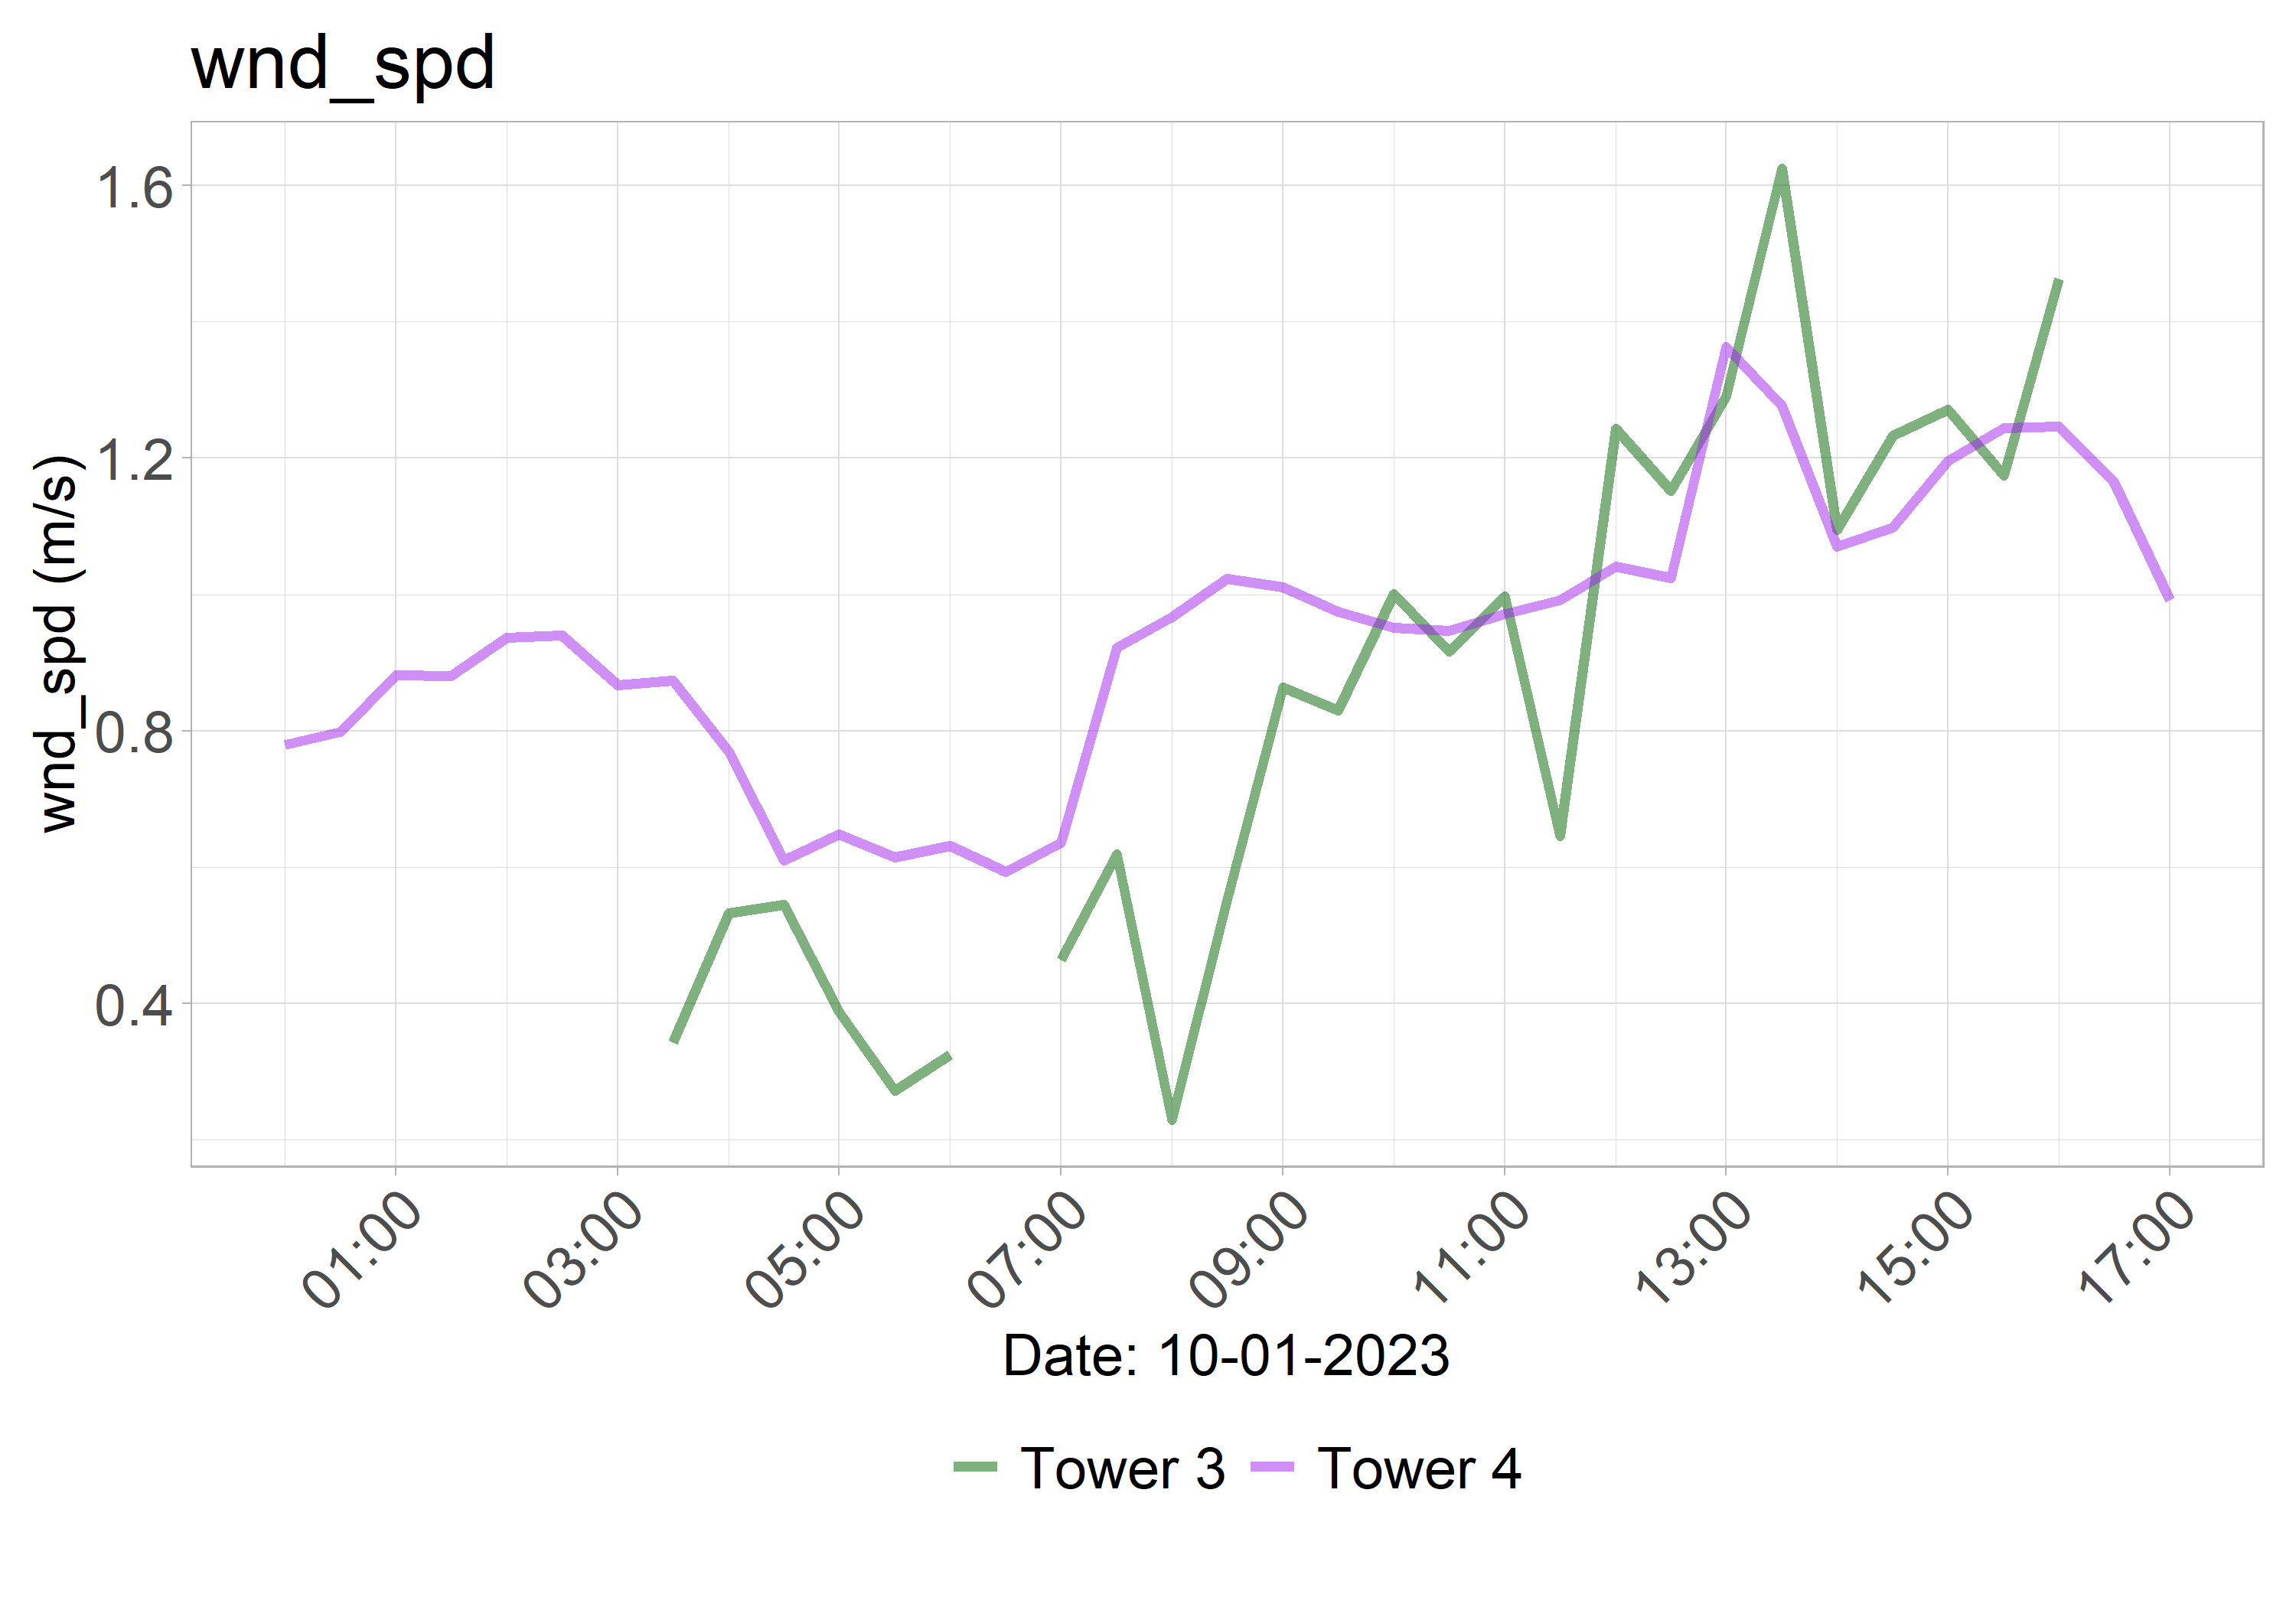 wnd_spd
wnd_spd (m/s)
1.6
1.2
0.8
0.4
01:00 03:00 05:00 07:00 09:00 11:00 13:00 15:00 17:00
Date: 10-01-2023
Tower 3 Tower 4